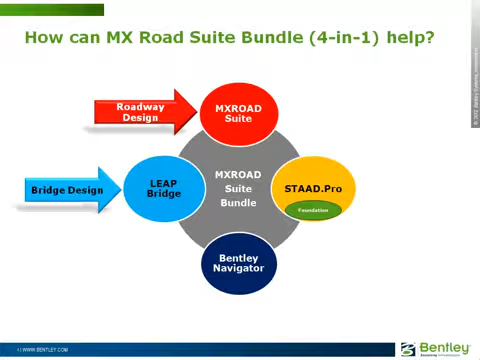 How can MX Road Suite Bundle (4-in-1) help?
Roadway
Design
MXROAD
Suite
Bridge Design
LEAP
Bridge
MXROAD
Suite
Bundle
STAAD.Pro
Foundation
Bentley
Navigator
WWW.BENTLEY.COM
Bentley